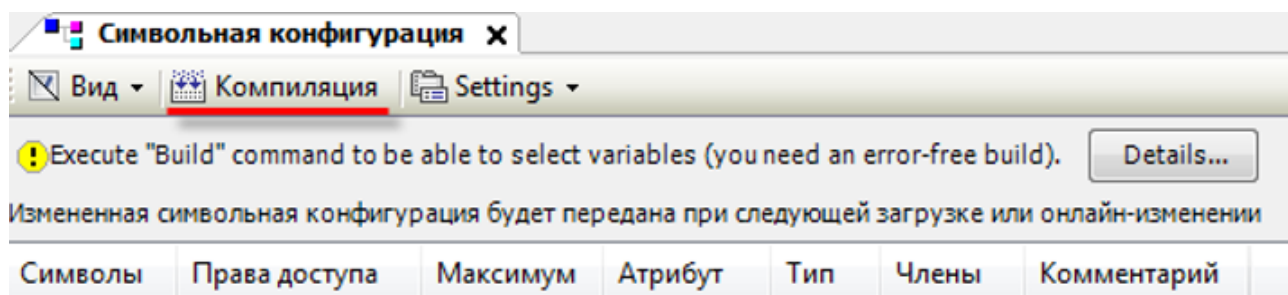 Символьная конфигурация
Вид Компиляция Settings
Execute "Build" command to be able to select variables (you need an error-free build). Details...
Измененная символьная конфигурация будет передана при следующей загрузке или онлайн-изменении
Символы Права доступа Максимум Атрибут Тип Члены Комментарий